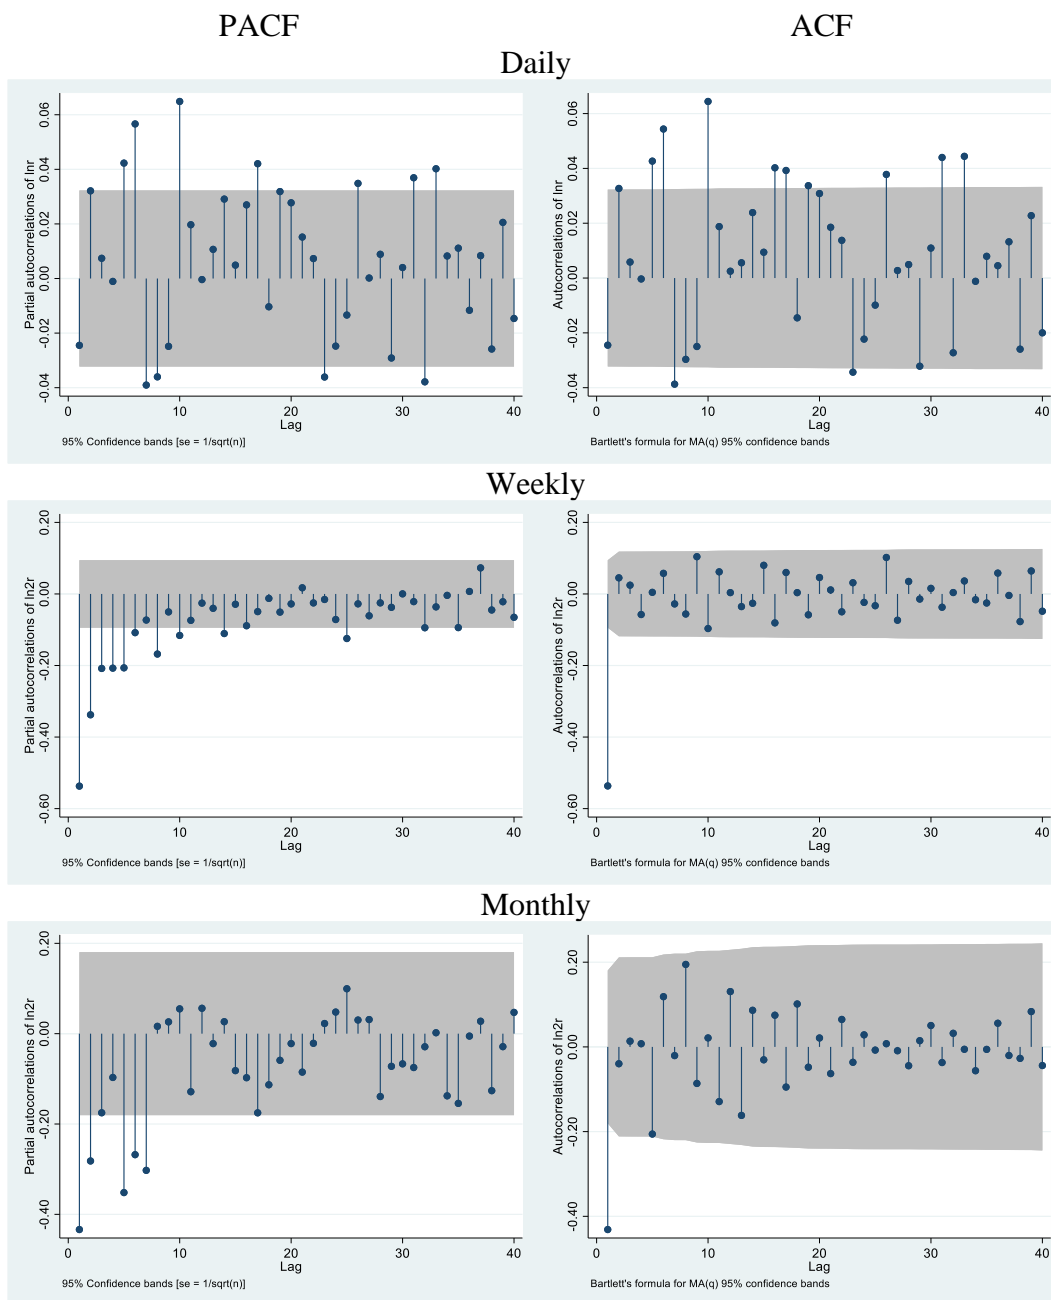 PACF
ACF
Daily
Partial autocorrelations of lnr
0.06
0.04
0.02
0.00
-0.02
-0.04
0
10
20
30
40
Lag
95% Confidence bands [se = 1/sqrt(n)]
Autocorrelations of lnr
0.06
0.04
0.02
0.00
-0.02
-0.04
0
10
20
30
40
Lag
Bartlett's formula for MA(q) 95% confidence bands
Weekly
Partial autocorrelations of ln2r
0.20
0.00
-0.20
-0.40
-0.60
0
10
20
30
40
Lag
95% Confidence bands [se = 1/sqrt(n)]
Autocorrelations of ln2r
0.20
0.00
-0.20
-0.40
-0.60
0
10
20
30
40
Lag
Bartlett's formula for MA(q) 95% confidence bands
Monthly
Partial autocorrelations of ln2r
0.20
0.00
-0.20
-0.40
0
10
20
30
40
Lag
95% Confidence bands [se = 1/sqrt(n)]
Autocorrelations of ln2r
0.20
0.00
-0.20
-0.40
0
10
20
30
40
Lag
Bartlett's formula for MA(q) 95% confidence bands